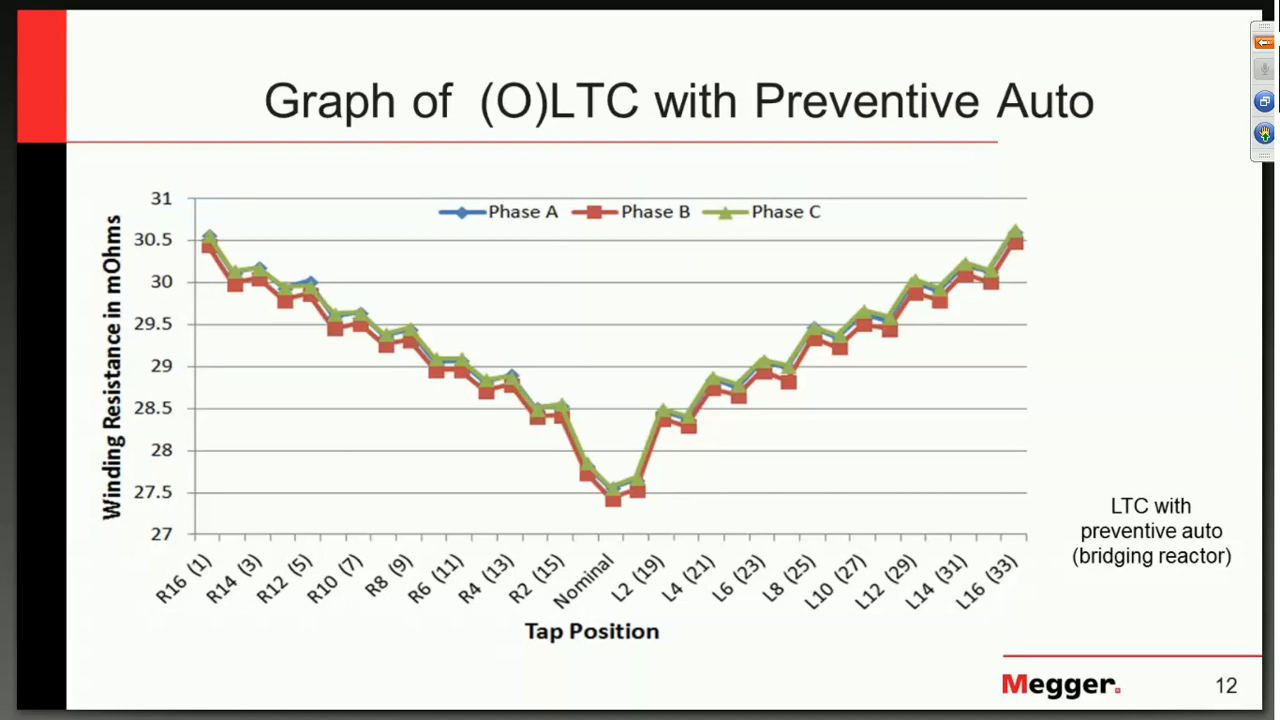 Graph of (O)LTC with Preventive Auto
Phase A Phase B Phase C
31
30.5
30
29.5
29
28.5
28
27.5
27
Winding Resistance in mOhms
R16 (1) R14 (3) R12 (5) R10 (7) R8 (9) R6 (11) R4 (13) R2 (15) Nominal L2 (19) L4 (21) L6 (23) L8 (25) L10 (27) L12 (29) L14 (31) L16 (33)
Tap Position
LTC with
preventive auto
(bridging reactor)
Megger.
12